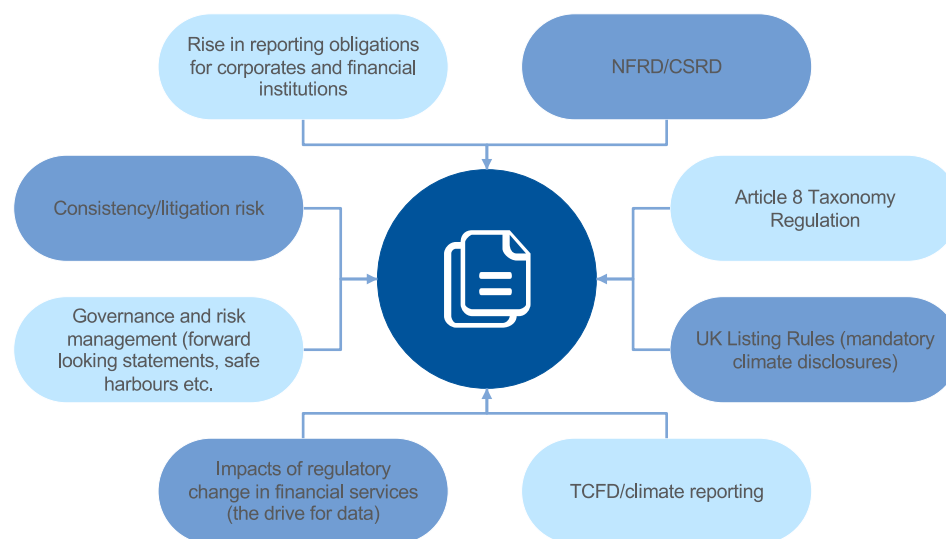 Rise in reporting obligations
for corporates and financial
institutions
NFRD/CSRD
Consistency/litigation risk
Article 8 Taxonomy
Regulation
Governance and risk
management (forward
looking statements, safe
harbours etc.
UK Listing Rules (mandatory
climate disclosures)
Impacts of regulatory
change in financial services
(the drive for data)
TCFD/climate reporting